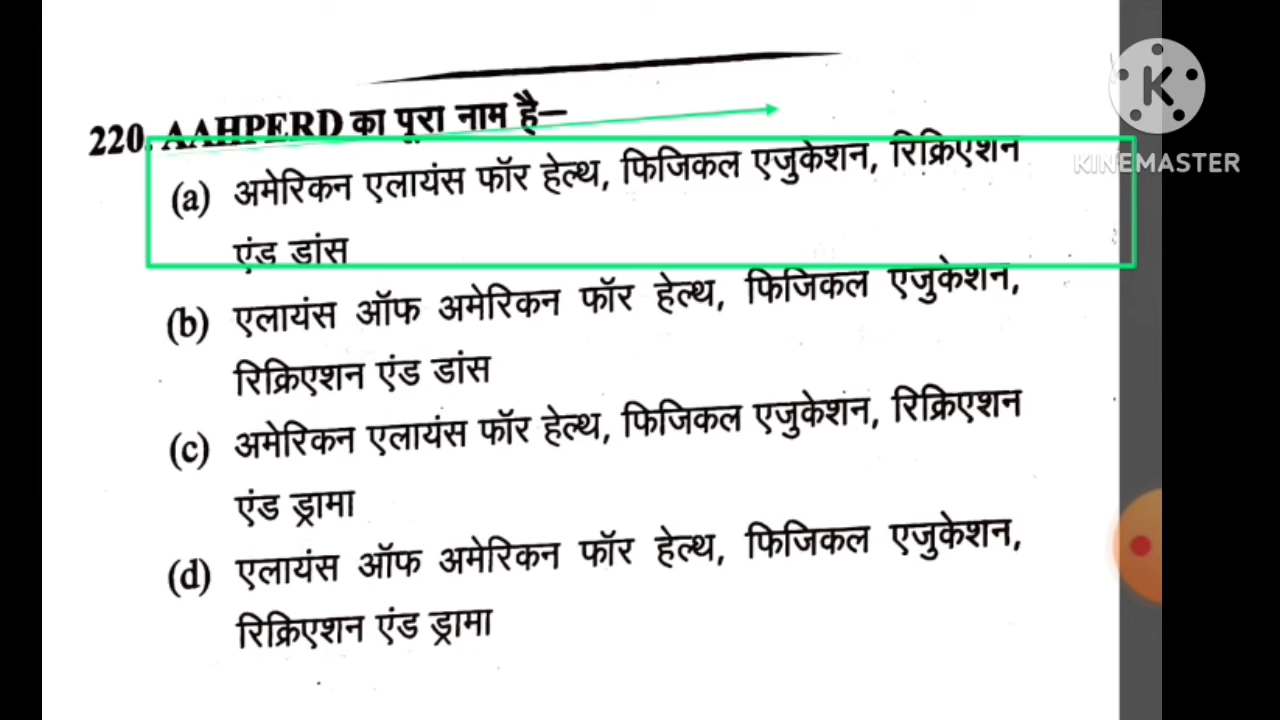 220. AAHPERD का पूरा नाम है–
(a) अमेरिकन एलायंस फॉर हेल्थ, फिजिकल एजुकेशन, रिक्रिएशन
एंड डांस
(b) एलायंस ऑफ अमेरिकन फॉर हेल्थ, फिजिकल एजुकेशन,
रिक्रिएशन एंड डांस
(c) अमेरिकन एलायंस फॉर हेल्थ, फिजिकल एजुकेशन, रिक्रिएशन
एंड ड्रामा
(d) एलायंस ऑफ अमेरिकन फॉर हेल्थ, फिजिकल एजुकेशन,
रिक्रिएशन एंड ड्रामा
K
KINEMASTER